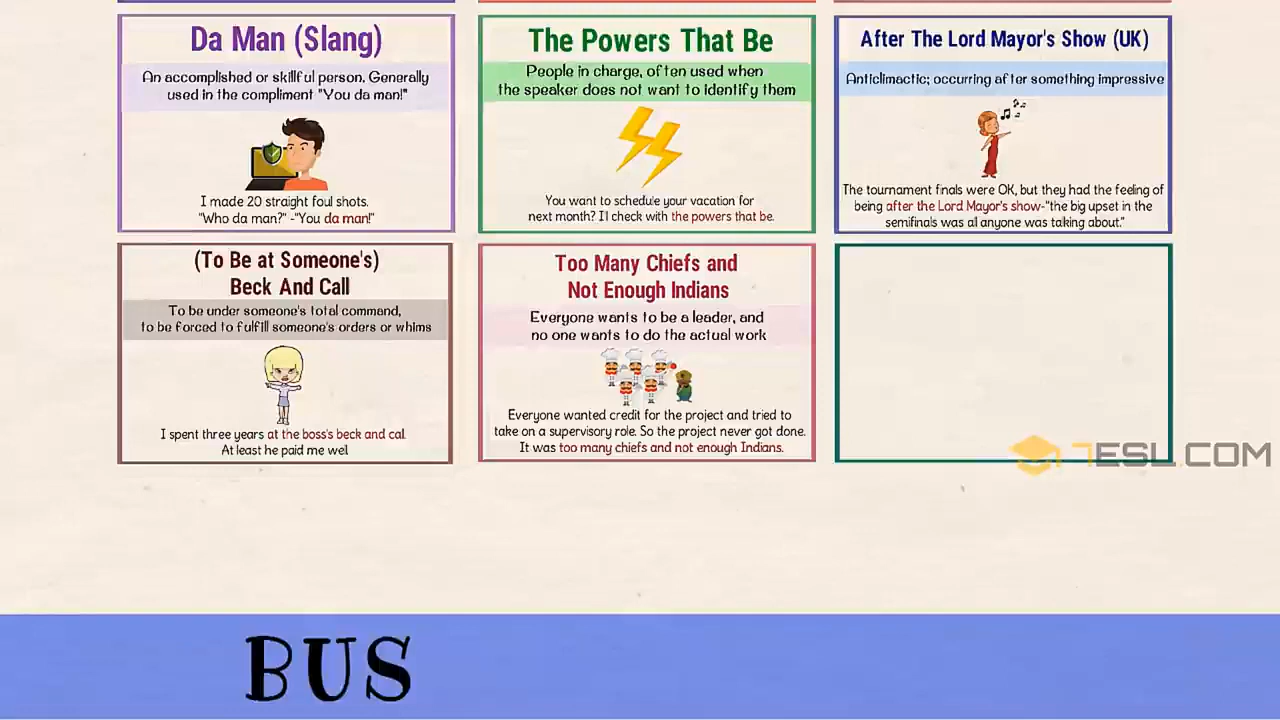 Da Man (Slang)
An accomplished or skillful person. Generally
used in the compliment "You da man!"
I made 20 straight foul shots.
"Who da man?" -"You da man!"
The Powers That Be
People in charge, often used when
the speaker does not want to identify them
You want to schedule your vacation for
next month? I'l check with the powers that be.
After The Lord Mayor's Show (UK)
Anticlimactic; occurring after something impressive
The tournament finals were OK, but they had the feeling of
being after the Lord Mayor's show-"the big upset in the
semifinals was al anyone was talking about."
(To Be at Someone's)
Beck And Call
To be under someone's total command,
to be forced to fulfill someone's orders or whims
I spent three years at the boss's beck and cal.
At least he paid me wel
Too Many Chiefs and
Not Enough Indians
Everyone wants to be a leader, and
no one wants to do the actual work
Everyone wanted credit for the project and tried to
take on a supervisory role. So the project never got done.
It was too many chiefs and not enough Indians.
7ESL.COM
BUS